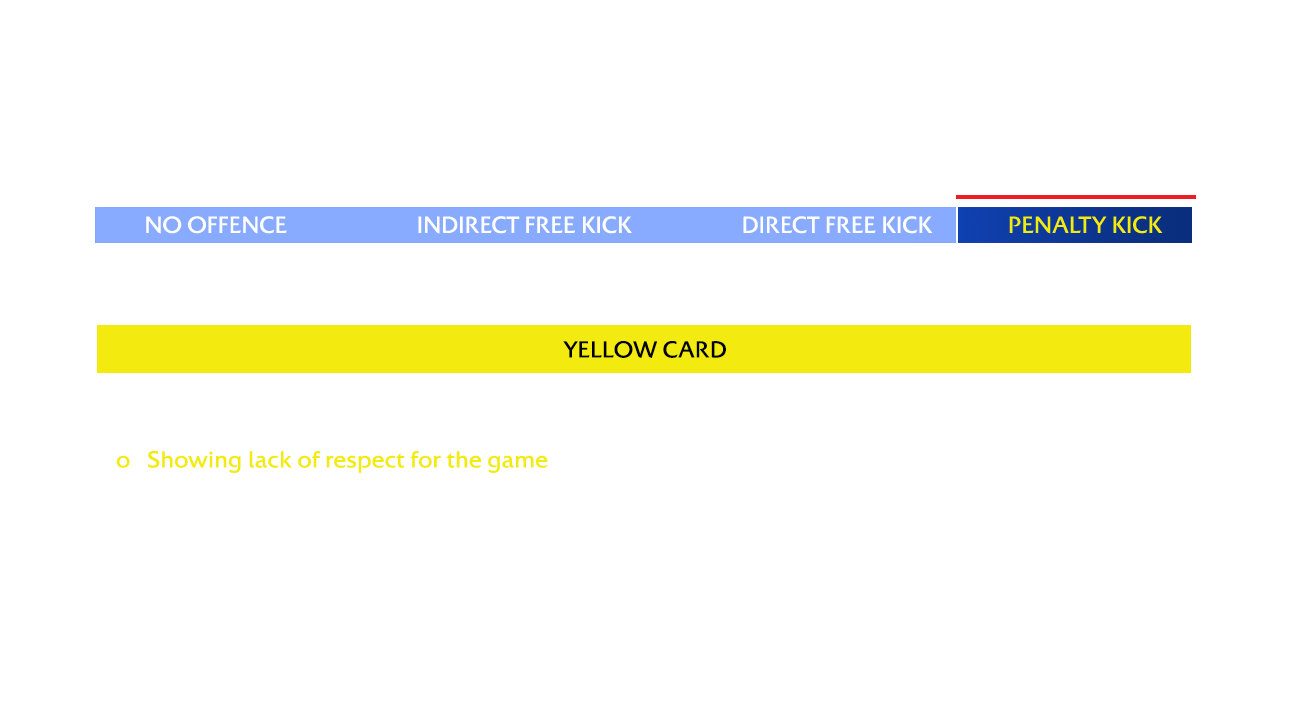 NO OFFENCE INDIRECT FREE KICK DIRECT FREE KICK PENALTY KICK
YELLOW CARD
o Showing lack of respect for the game